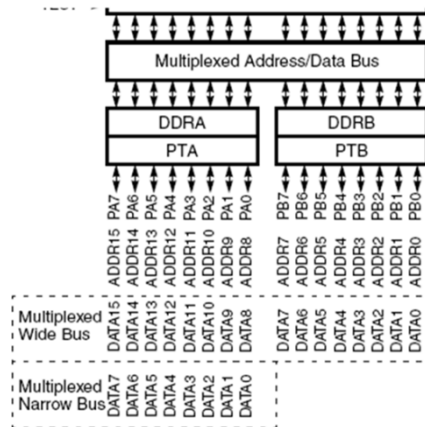 Multiplexed Address/Data Bus
DDRA DDRB
PTA PTB
PA7 PA6 PA5 PA4 PA3 PA2 PA1 PA0 PB7 PB6 PB5 PB4 PB3 PB2 PB1 PB0
ADDR15 ADDR14 ADDR13 ADDR12 ADDR11 ADDR10 ADDR9 ADDR8 ADDR7 ADDR6 ADDR5 ADDR4 ADDR3 ADDR2 ADDR1 ADDR0
Multiplexed
Wide Bus
DATA15 DATA14 DATA13 DATA12 DATA11 DATA10 DATA9 DATA8 DATA7 DATA6 DATA5 DATA4 DATA3 DATA2 DATA1 DATA0
Multiplexed
Narrow Bus
DATA7 DATA6 DATA5 DATA4 DATA3 DATA2 DATA1 DATA0